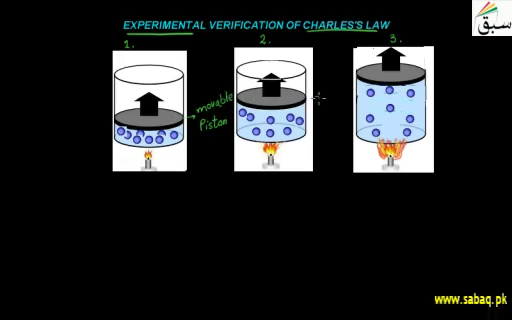 سبق
EXPERIMENTAL VERIFICATION OF CHARLES'S LAW
1.
2.
3.
movable
Piston
www.sabaq.pk